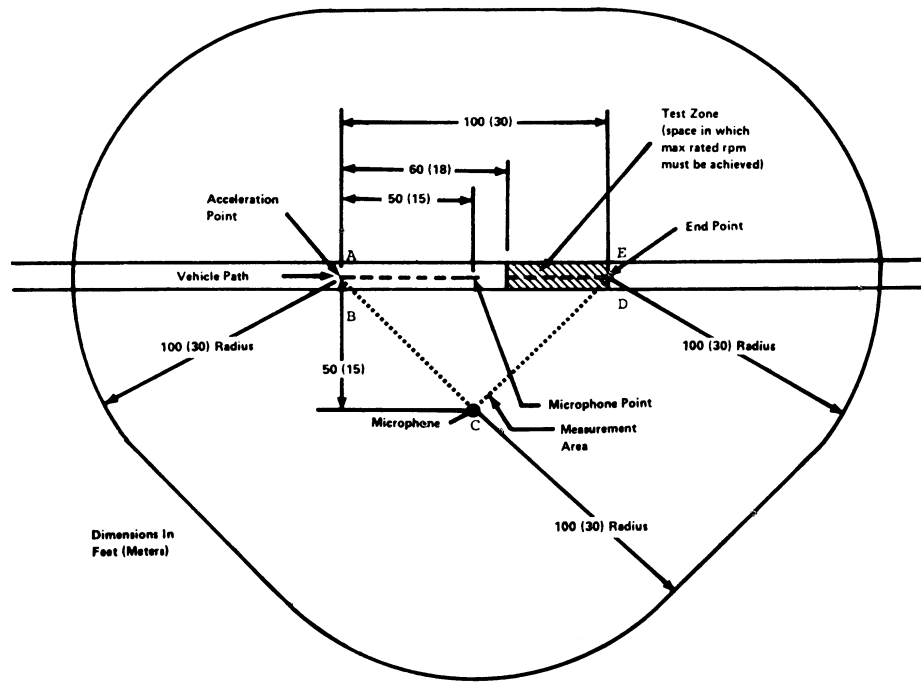 100 (30)
60 (18)
50 (15)
Test Zone
(space in which
max rated rpm
must be achieved)
Acceleration
Point
A
E
End Point
Vehicle Path
B
D
100 (30) Radius
50 (15)
100 (30) Radius
Microphone Point
Microphone
C
Measurement
Area
100 (30) Radius
Dimensions In
Feet (Meters)